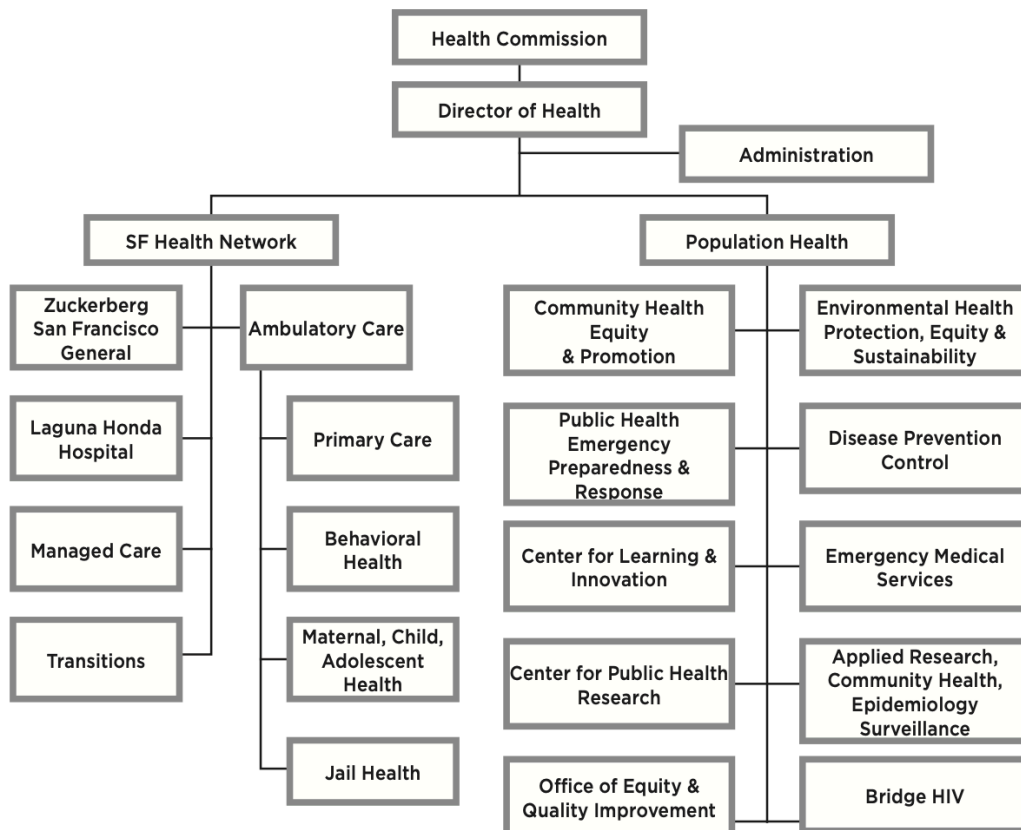 Health Commission
Director of Health
Administration
SF Health Network
Population Health
Zuckerberg
San Francisco
General
Ambulatory Care
Laguna Honda
Hospital
Primary Care
Managed Care
Behavioral
Health
Transitions
Maternal, Child,
Adolescent
Health
Jail Health
Community Health
Equity
& Promotion
Environmental Health
Protection, Equity &
Sustainability
Public Health
Emergency
Preparedness &
Response
Disease Prevention
Control
Center for Learning &
Innovation
Emergency Medical
Services
Center for Public Health
Research
Applied Research,
Community Health,
Epidemiology
Surveillance
Office of Equity &
Quality Improvement
Bridge HIV